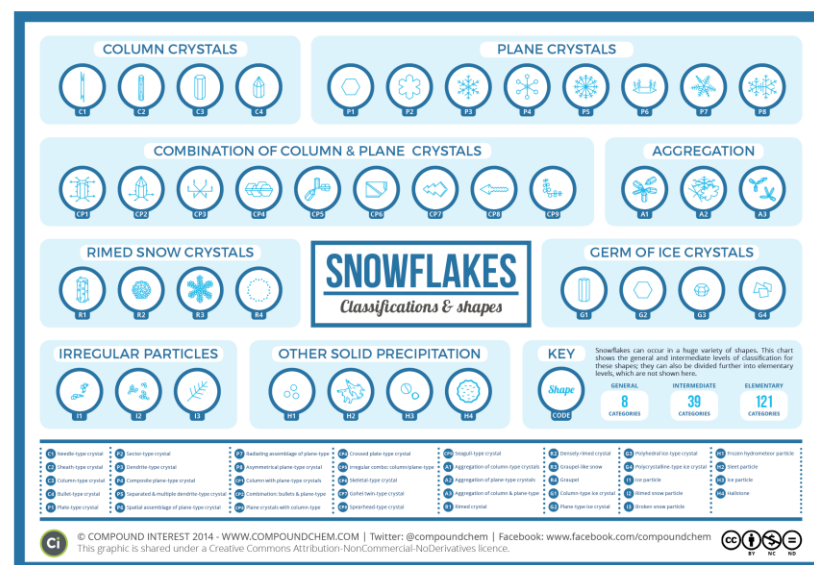 COLUMN CRYSTALS
C1 C2 C3 C4
PLANE CRYSTALS
P1 P2 P3 P4 P5 P6 P7 P8
COMBINATION OF COLUMN & PLANE CRYSTALS
CP1 CP2 CP3 CP4 CP5 CP6 CP7 CP8 CP9
AGGREGATION
A1 A2 A3
RIMED SNOW CRYSTALS
R1 R2 R3 R4
SNOWFLAKES
Classifications & shapes
GERM OF ICE CRYSTALS
G1 G2 G3 G4
IRREGULAR PARTICLES
I1 I2 I3
OTHER SOLID PRECIPITATION
H1 H2 H3 H4
KEY
Shape
CODE
Snowflakes can occur in a huge variety of shapes. This chart
shows the general and intermediate levels of classification for
these shapes; they can also be divided further into elementary
levels, which are not shown here.
GENERAL
8
CATEGORIES
INTERMEDIATE
39
CATEGORIES
ELEMENTARY
121
CATEGORIES
C1 Needle-type crystal
C2 Sheath-type crystal
C3 Column-type crystal
C4 Bullet-type crystal
P1 Plate-type crystal
P2 Sector-type crystal
P3 Dendrite-type crystal
P4 Composite plane-type crystal
P5 Separated & multiple dendrite-type crystal
P6 Spatial assemblage of plane-type crystal
P7 Radiating assemblage of plane-type
P8 Asymmetrical plane-type crystal
CP1 Column with plane-type crystals
CP2 Combination: bullets & plane-type
CP3 Plane crystals with column-type
CP4 Crossed plate-type crystal
CP5 Irregular combo: column/plane-type
CP6 Skeletal-type crystal
CP7 Gohei-twin-type crystal
CP8 Spearhead-type crystal
CP9 Seagull-type crystal
A1 Aggregation of column-type crystals
A2 Aggregation of plane-type crystals
A3 Aggregation of column & plane-type
R1 Rimed crystal
R2 Densely rimed crystal
R3 Graupel-like snow
R4 Graupel
G1 Column-type ice crystal
G2 Plane type ice crystal
G3 Polyhedral ice-type crystal
G4 Polycrystalline-type ice crystal
I1 Ice particle
I2 Rimed snow particle
I3 Broken snow particle
H1 Frozen hydrometeor particle
H2 Sleet particle
H3 Ice particle
H4 Hailstone
Ci
© COMPOUND INTEREST 2014 - WWW.COMPOUNDCHEM.COM | Twitter: @compoundchem | Facebook: www.facebook.com/compoundchem
This graphic is shared under a Creative Commons Attribution-NonCommercial-NoDerivatives licence.
CC BY NC ND